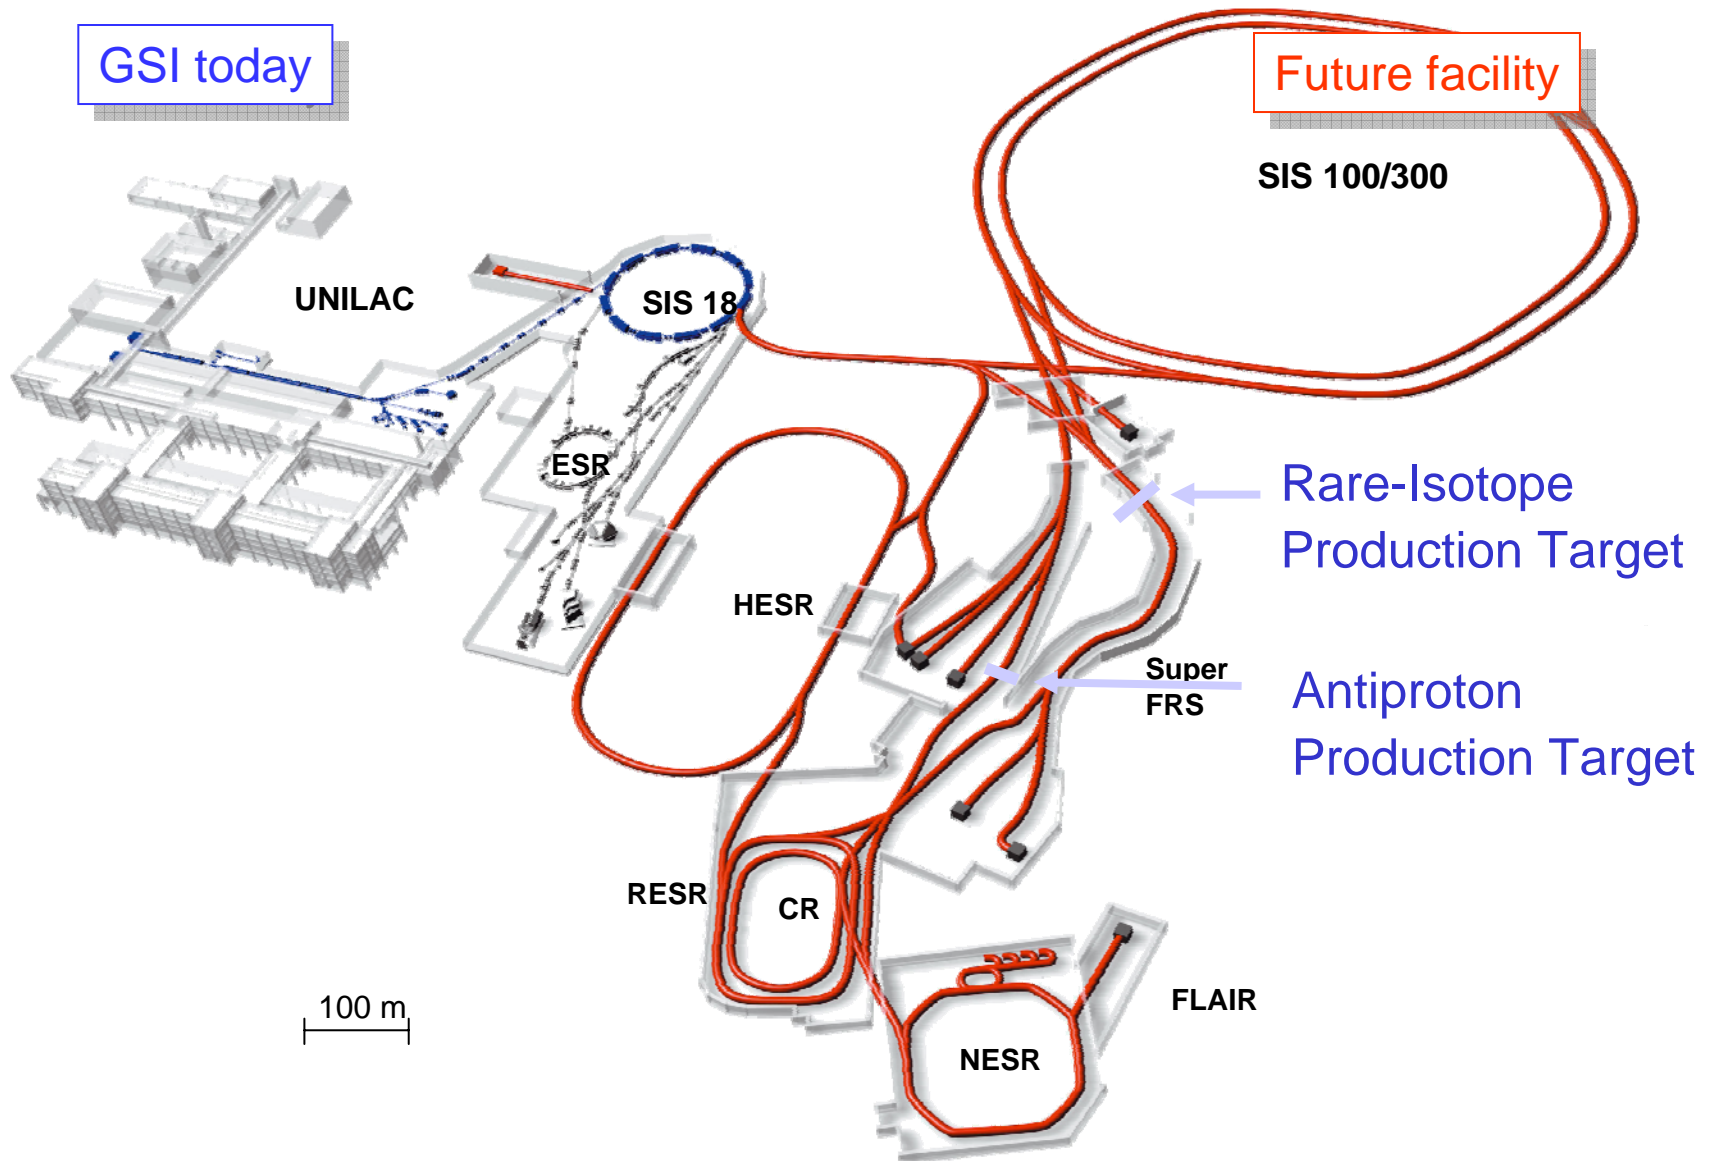 GSI today
Future facility
SIS 100/300
UNILAC
SIS 18
ESR
Rare-Isotope
Production Target
HESR
Super
FRS
Antiproton
Production Target
RESR
CR
100 m
FLAIR
NESR